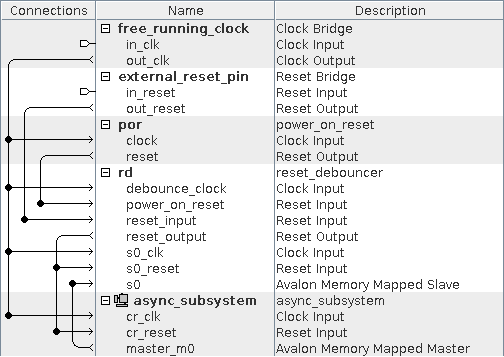 Connections Name Description
free_running_clock Clock Bridge
in_clk Clock Input
out_clk Clock Output
external_reset_pin Reset Bridge
in_reset Reset Input
out_reset Reset Output
por power_on_reset
clock Clock Input
reset Reset Output
rd reset_debouncer
debounce_clock Clock Input
power_on_reset Reset Input
reset_input Reset Input
reset_output Reset Output
s0_clk Clock Input
s0_reset Reset Input
s0 Avalon Memory Mapped Slave
async_subsystem async_subsystem
cr_clk Clock Input
cr_reset Reset Input
master_m0 Avalon Memory Mapped Master